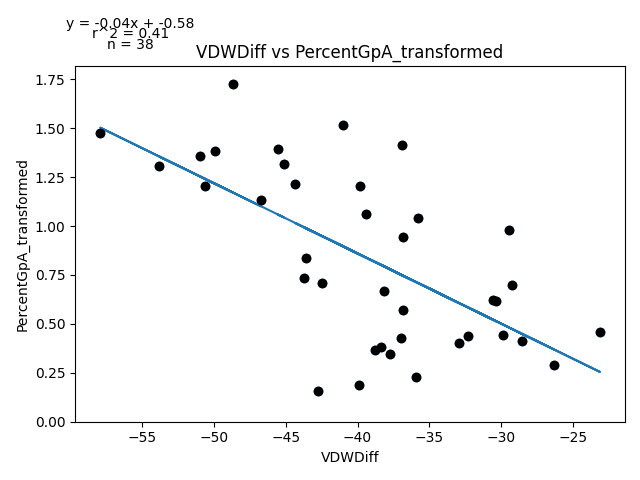 y = -0.04x + -0.58
r^2 = 0.41
n = 38
VDWDiff vs PercentGpA_transformed
PercentGpA_transformed
1.75
1.50
1.25
1.00
0.75
0.50
0.25
0.00
−55 −50 −45 −40 −35 −30 −25
VDWDiff